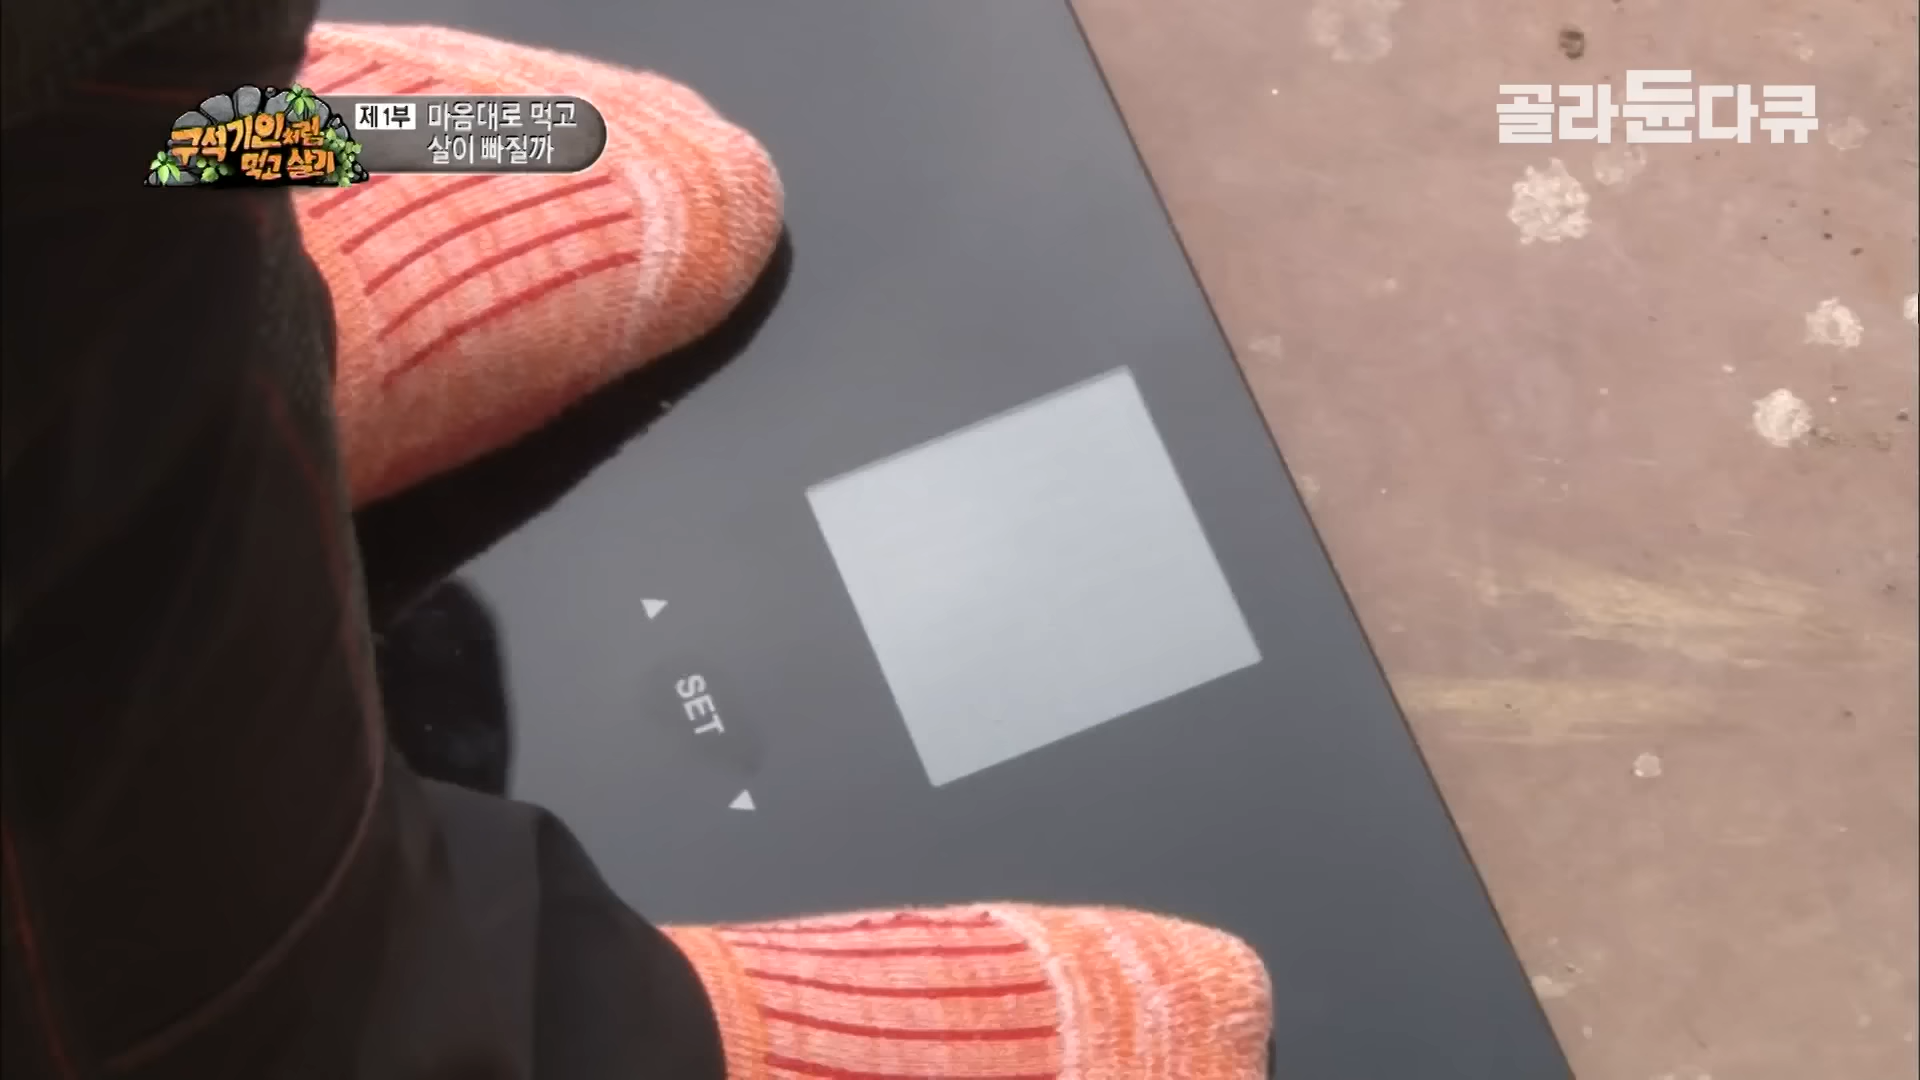 구석기인처럼
먹고 살기
제1부
마음대로 먹고
살이 빠질까
골라듄다큐
SET